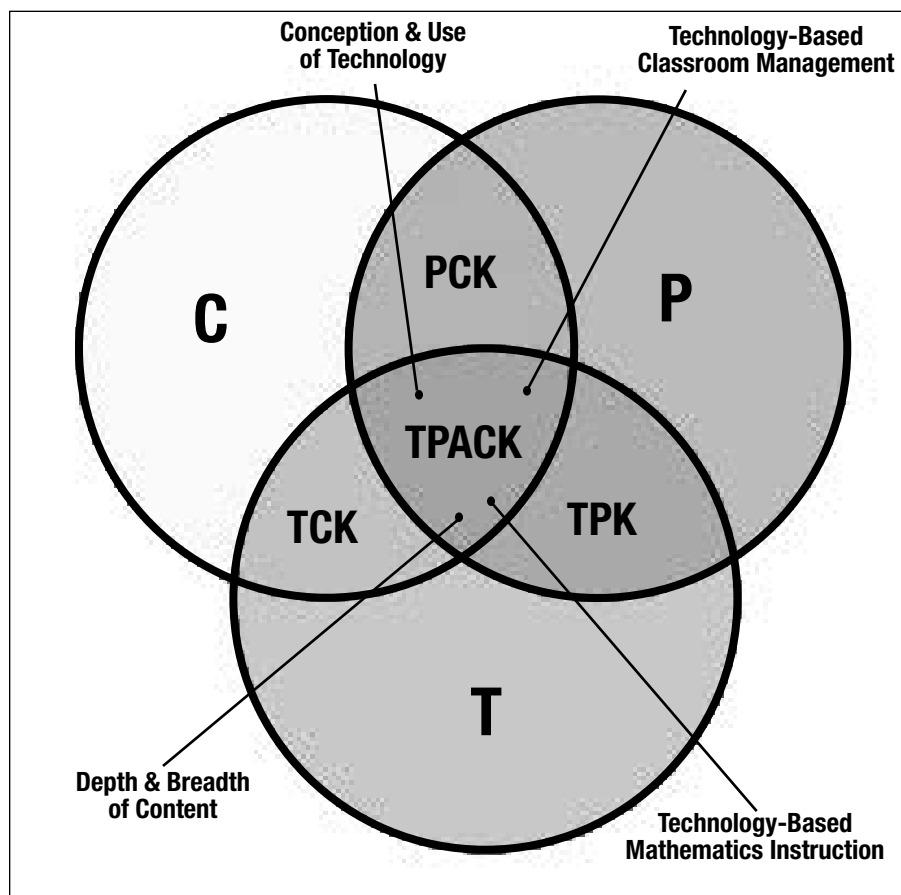 Conception & Use
of Technology
Technology-Based
Classroom Management
PCK
C
P
TPACK
TCK
TPK
T
Depth & Breadth
of Content
Technology-Based
Mathematics Instruction